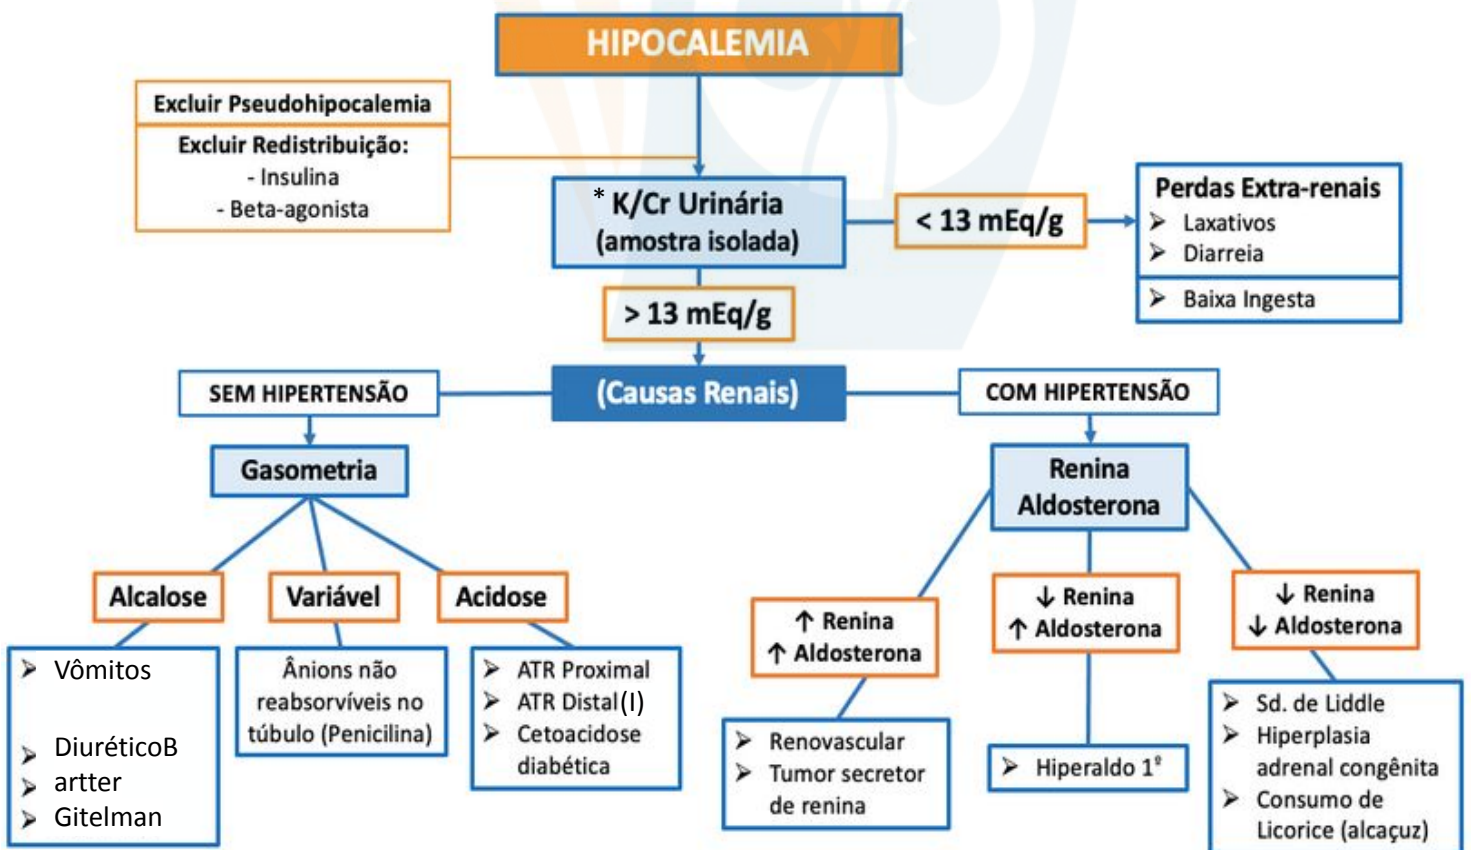 HIPOCALEMIA
Excluir Pseudohipocalemia
Excluir Redistribuição:
- Insulina
- Beta-agonista
* K/Cr Urinária
(amostra isolada)
< 13 mEq/g
Perdas Extra-renais
➢ Laxativos
➢ Diarreia
➢ Baixa Ingesta
> 13 mEq/g
(Causas Renais)
SEM HIPERTENSÃO
COM HIPERTENSÃO
Gasometria
Renina
Aldosterona
Alcalose
Variável
Acidose
➢ Vômitos
➢ DiuréticoB
➢ artter
➢ Gitelman
Ânions não
reabsorvíveis no
túbulo (Penicilina)
➢ ATR Proximal
➢ ATR Distal(I)
➢ Cetoacidose
diabética
↑ Renina
↑ Aldosterona
↓ Renina
↑ Aldosterona
↓ Renina
↓ Aldosterona
➢ Renovascular
➢ Tumor secretor
de renina
➢ Hiperaldo 1º
➢ Sd. de Liddle
➢ Hiperplasia
adrenal congênita
➢ Consumo de
Licorice (alcaçuz)